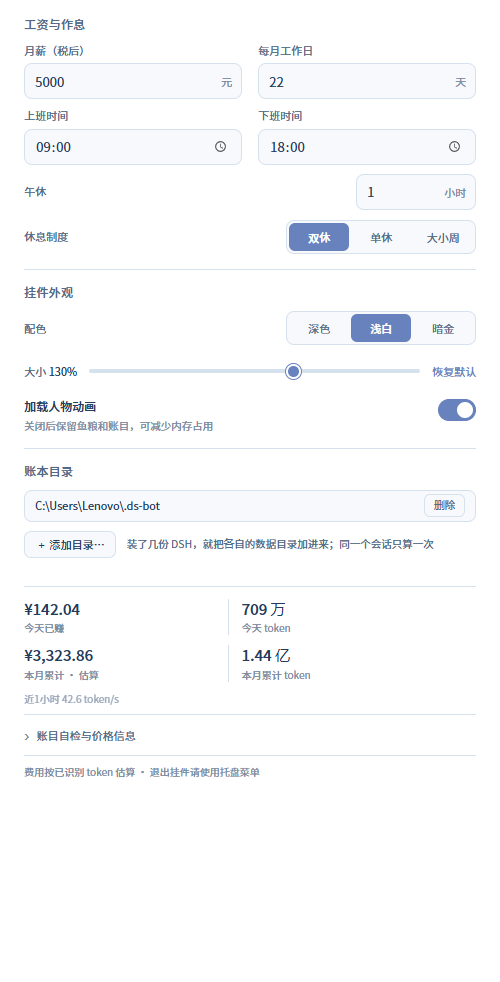 工资与作息
月薪（税后） 每月工作日
5000 元 22 天
上班时间 下班时间
09:00 18:00
午休 1 小时
休息制度 双休 单休 大小周
挂件外观
配色 深色 浅白 暗金
大小 130% 恢复默认
加载人物动画
关闭后保留鱼粮和账目，可减少内存占用
账本目录
C:\Users\Lenovo\.ds-bot 删除
+ 添加目录… 装了几份 DSH，就把各自的数据目录加进来；同一个会话只算一次
¥142.04 709 万
今天已赚 今天 token
¥3,323.86 1.44 亿
本月累计 · 估算 本月累计 token
近1小时 42.6 token/s
› 账目自检与价格信息
费用按已识别 token 估算 · 退出挂件请使用托盘菜单